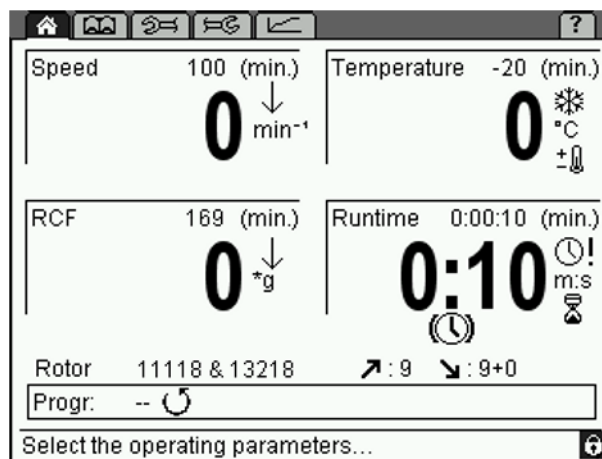 ?
Speed 100 (min.)
0 min⁻¹
Temperature -20 (min.)
0 °C
RCF 169 (min.)
0 *g
Runtime 0:00:10 (min.)
0:10 m:s
Rotor 11118 & 13218 : 9 : 9+0
Progr: --
Select the operating parameters...